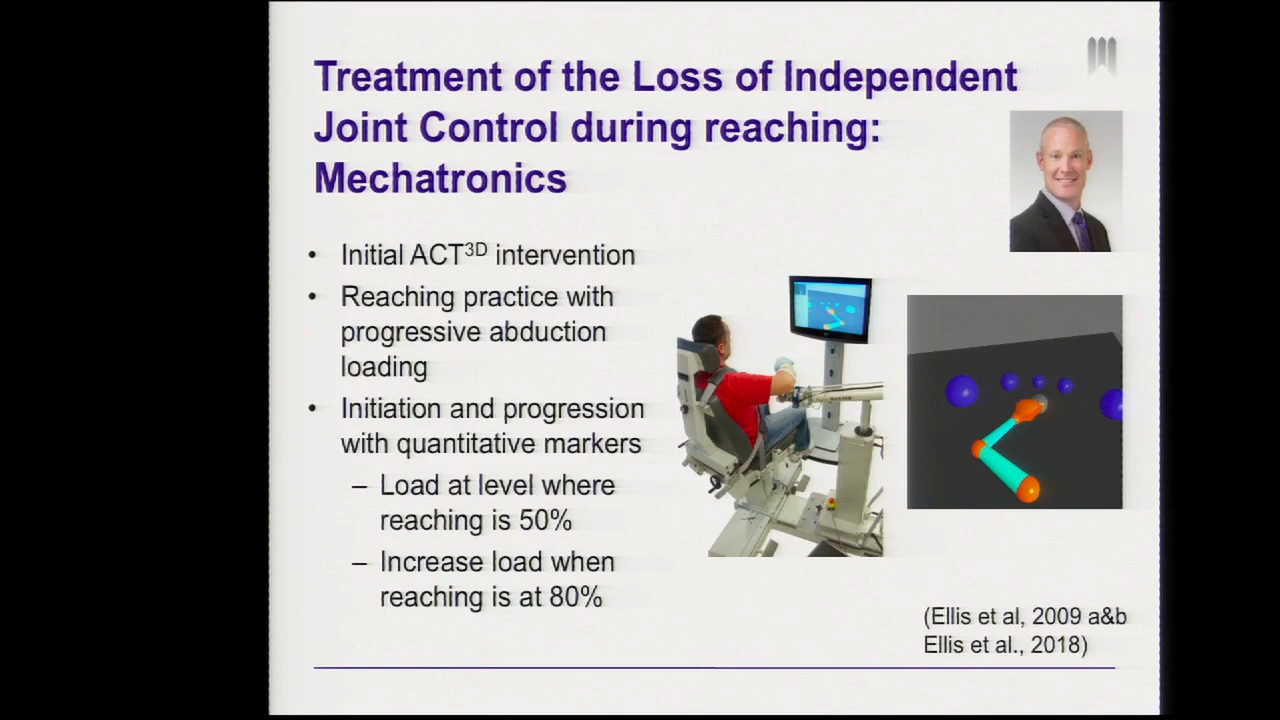 Treatment of the Loss of Independent
Joint Control during reaching:
Mechatronics
• Initial ACT3D intervention
• Reaching practice with
progressive abduction
loading
• Initiation and progression
with quantitative markers
– Load at level where
reaching is 50%
– Increase load when
reaching is at 80%
(Ellis et al, 2009 a&b
Ellis et al., 2018)